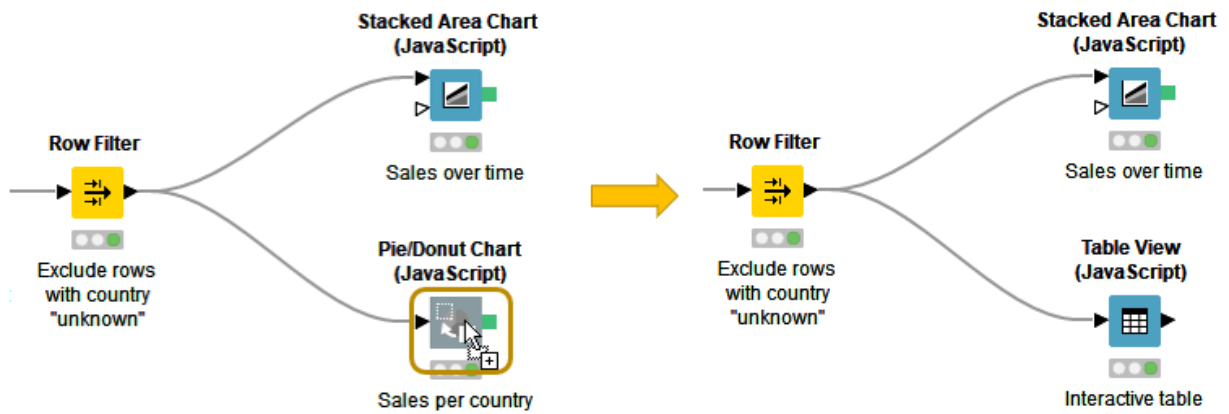 Stacked Area Chart
(JavaScript)
Sales over time
Row Filter
Exclude rows
with country
"unknown"
Pie/Donut Chart
(JavaScript)
Sales per country
Stacked Area Chart
(JavaScript)
Sales over time
Row Filter
Exclude rows
with country
"unknown"
Table View
(JavaScript)
Interactive table